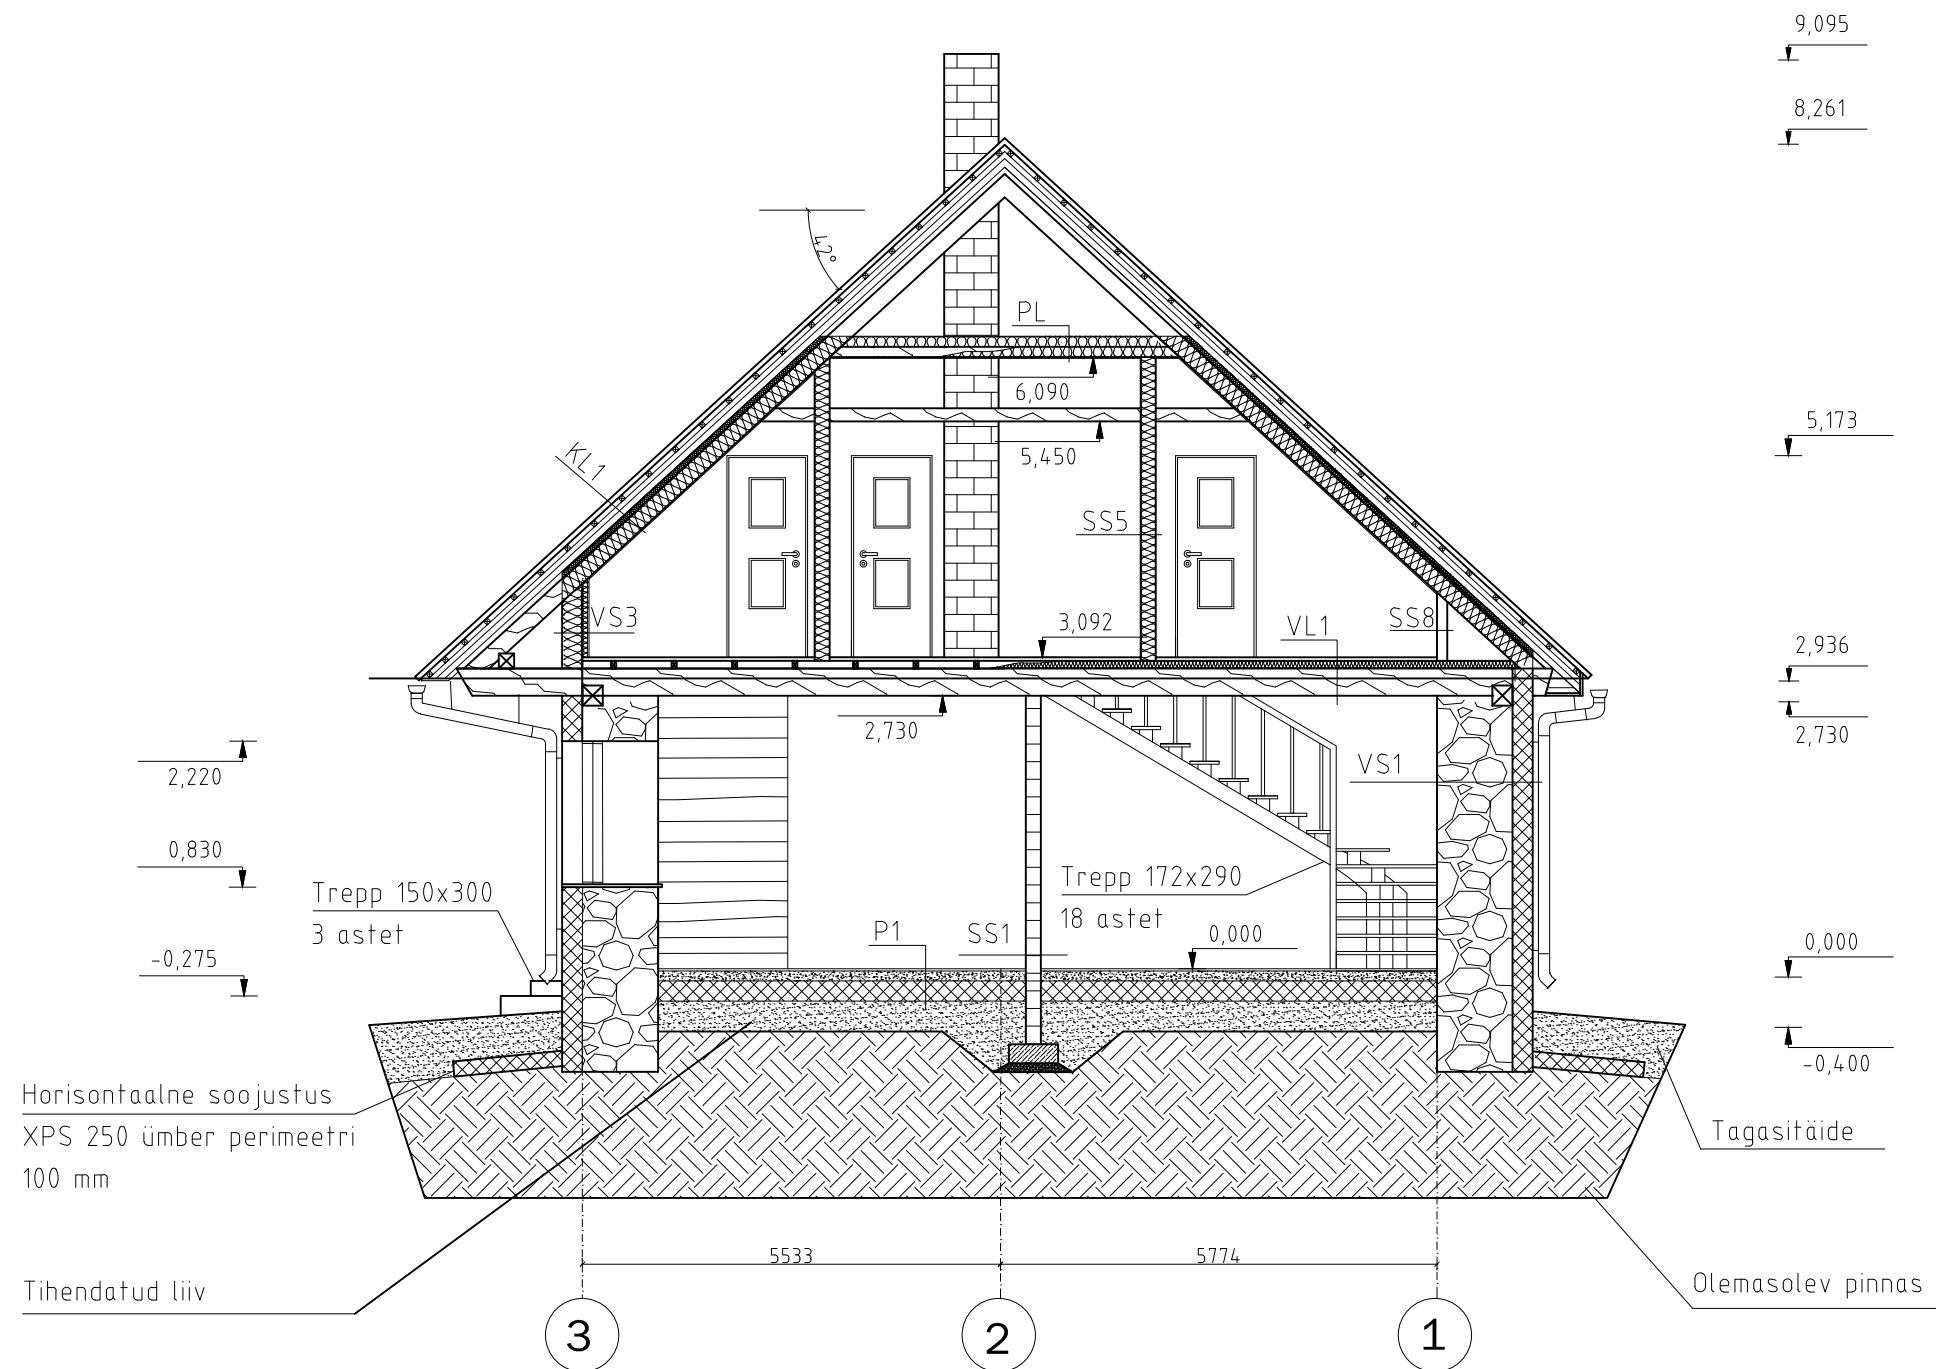 9,095
8,261
42°
PL
6,090
5,173
5,450
KL1
SS5
VS3
3,092
VL1
SS8
2,936
2,730
2,730
2,220
VS1
0,830
Trepp 150x300
3 astet
Trepp 172x290
18 astet
P1
SS1
0,000
0,000
-0,275
-0,400
Horisontaalne soojustus
XPS 250 ümber perimeetri
100 mm
Tagasitäide
5533
5774
Tihendatud liiv
Olemasolev pinnas
3
2
1